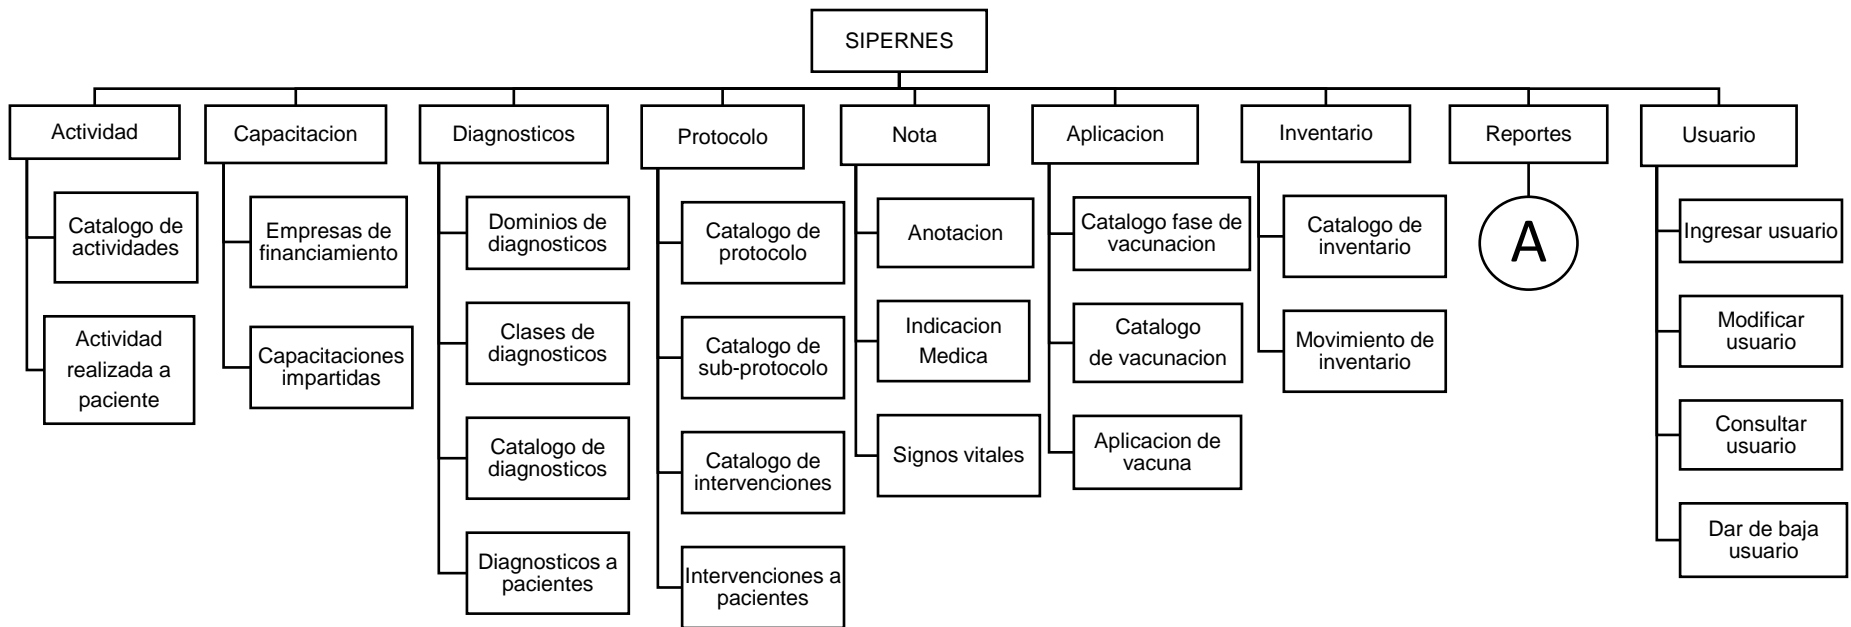 SIPERNES
Actividad
Capacitacion
Diagnosticos
Protocolo
Nota
Aplicacion
Inventario
Reportes
Usuario
Catalogo de
actividades
Actividad
realizada a
paciente
Empresas de
financiamiento
Capacitaciones
impartidas
Dominios de
diagnosticos
Clases de
diagnosticos
Catalogo de
diagnosticos
Diagnosticos a
pacientes
Catalogo de
protocolo
Catalogo de
sub-protocolo
Catalogo de
intervenciones
Intervenciones a
pacientes
Anotacion
Indicacion
Medica
Signos vitales
Catalogo fase de
vacunacion
Catalogo
de vacunacion
Aplicacion de
vacuna
Catalogo de
inventario
Movimiento de
inventario
A
Ingresar usuario
Modificar
usuario
Consultar
usuario
Dar de baja
usuario